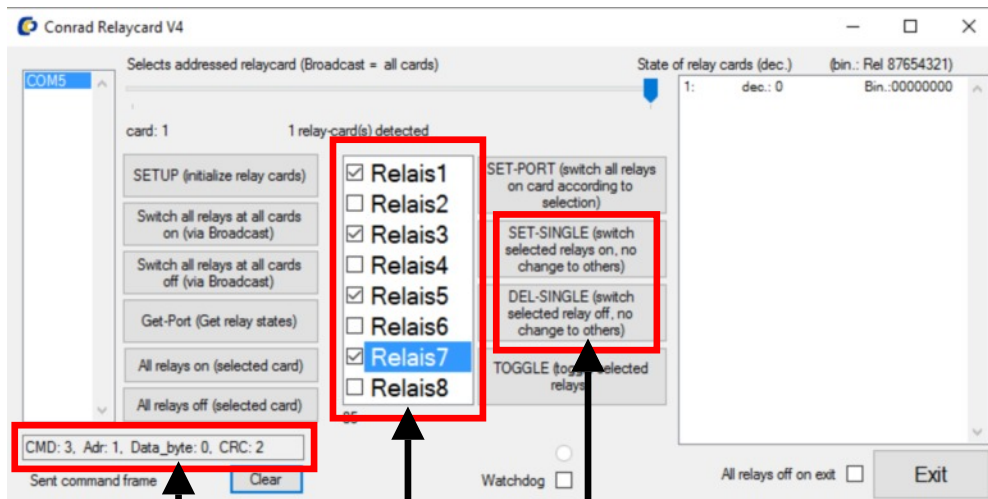 Conrad Relaycard V4
COM5
Selects addressed relaycard (Broadcast = all cards)
State of relay cards (dec.) (bin.: Rel 87654321)
1: dec.: 0 Bin.:00000000
card: 1 1 relay-card(s) detected
SETUP (initialize relay cards)
Switch all relays at all cards
on (via Broadcast)
Switch all relays at all cards
off (via Broadcast)
Get-Port (Get relay states)
All relays on (selected card)
All relays off (selected card)
Relais1
Relais2
Relais3
Relais4
Relais5
Relais6
Relais7
Relais8
SET-PORT (switch all relays
on card according to
selection)
SET-SINGLE (switch
selected relays on, no
change to others)
DEL-SINGLE (switch
selected relay off, no
change to others)
TOGGLE selected
relays
CMD: 3, Adr: 1, Data_byte: 0, CRC: 2
Sent command frame
Clear
Watchdog
All relays off on exit
Exit